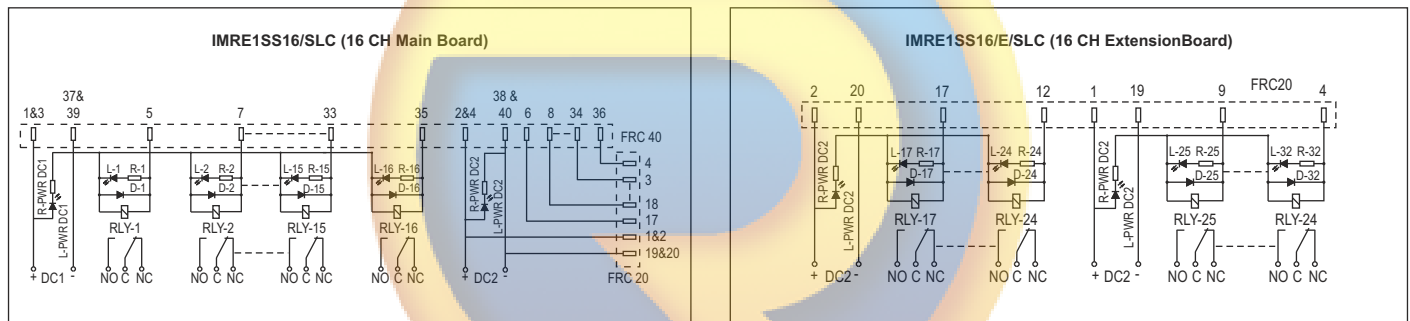 IMRE1SS16/SLC (16 CH Main Board)
37&
38 &
1&3 39 5 7 33 35 2&4 40 6 8 34 36
FRC 40
R-PWR DC1
L-PWR DC1
L-1 R-1
D-1
L-2 R-2
D-2
L-15 R-15
D-15
L-16 R-16
D-16
R-PWR DC2
L-PWR DC2
4
3
18
17
1&2
19&20
FRC 20
RLY-1 RLY-2 RLY-15 RLY-16
+ DC1 -
NO C NC
NO C NC
NO C NC
NO C NC
+ DC2 -
IMRE1SS16/E/SLC (16 CH ExtensionBoard)
FRC20
2 20 17 12 1 19 9 4
R-PWR DC2
L-PWR DC2
L-17 R-17
D-17
L-24 R-24
D-24
R-PWR DC2
L-PWR DC2
L-25 R-25
D-25
L-32 R-32
D-32
RLY-17 RLY-24 RLY-25 RLY-24
+ DC2 -
NO C NC
NO C NC
+ DC2 -
NO C NC
NO C NC